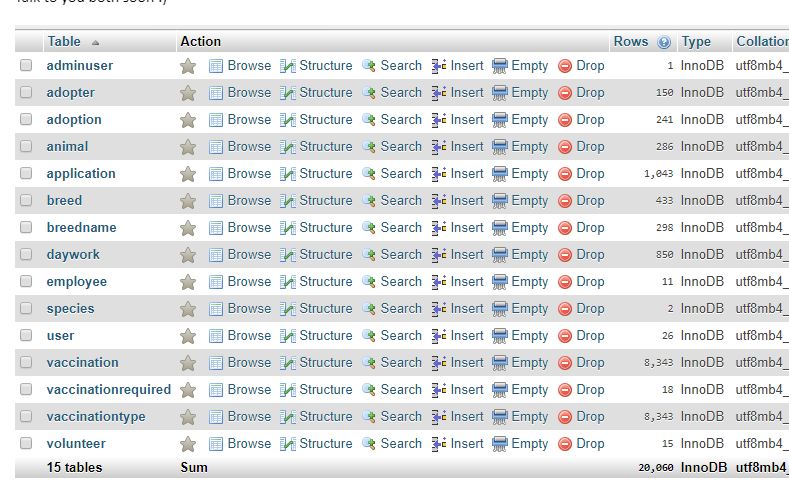 Talk to you both soon :)
Table Action Rows Type Collation
adminuser Browse Structure Search Insert Empty Drop 1 InnoDB utf8mb4_
adopter Browse Structure Search Insert Empty Drop 150 InnoDB utf8mb4_
adoption Browse Structure Search Insert Empty Drop 241 InnoDB utf8mb4_
animal Browse Structure Search Insert Empty Drop 286 InnoDB utf8mb4_
application Browse Structure Search Insert Empty Drop 1,043 InnoDB utf8mb4_
breed Browse Structure Search Insert Empty Drop 433 InnoDB utf8mb4_
breedname Browse Structure Search Insert Empty Drop 298 InnoDB utf8mb4_
daywork Browse Structure Search Insert Empty Drop 850 InnoDB utf8mb4_
employee Browse Structure Search Insert Empty Drop 11 InnoDB utf8mb4_
species Browse Structure Search Insert Empty Drop 2 InnoDB utf8mb4_
user Browse Structure Search Insert Empty Drop 26 InnoDB utf8mb4_
vaccination Browse Structure Search Insert Empty Drop 8,343 InnoDB utf8mb4_
vaccinationrequired Browse Structure Search Insert Empty Drop 18 InnoDB utf8mb4_
vaccinationtype Browse Structure Search Insert Empty Drop 8,343 InnoDB utf8mb4_
volunteer Browse Structure Search Insert Empty Drop 15 InnoDB utf8mb4_
15 tables Sum 20,060 InnoDB utf8mb4_